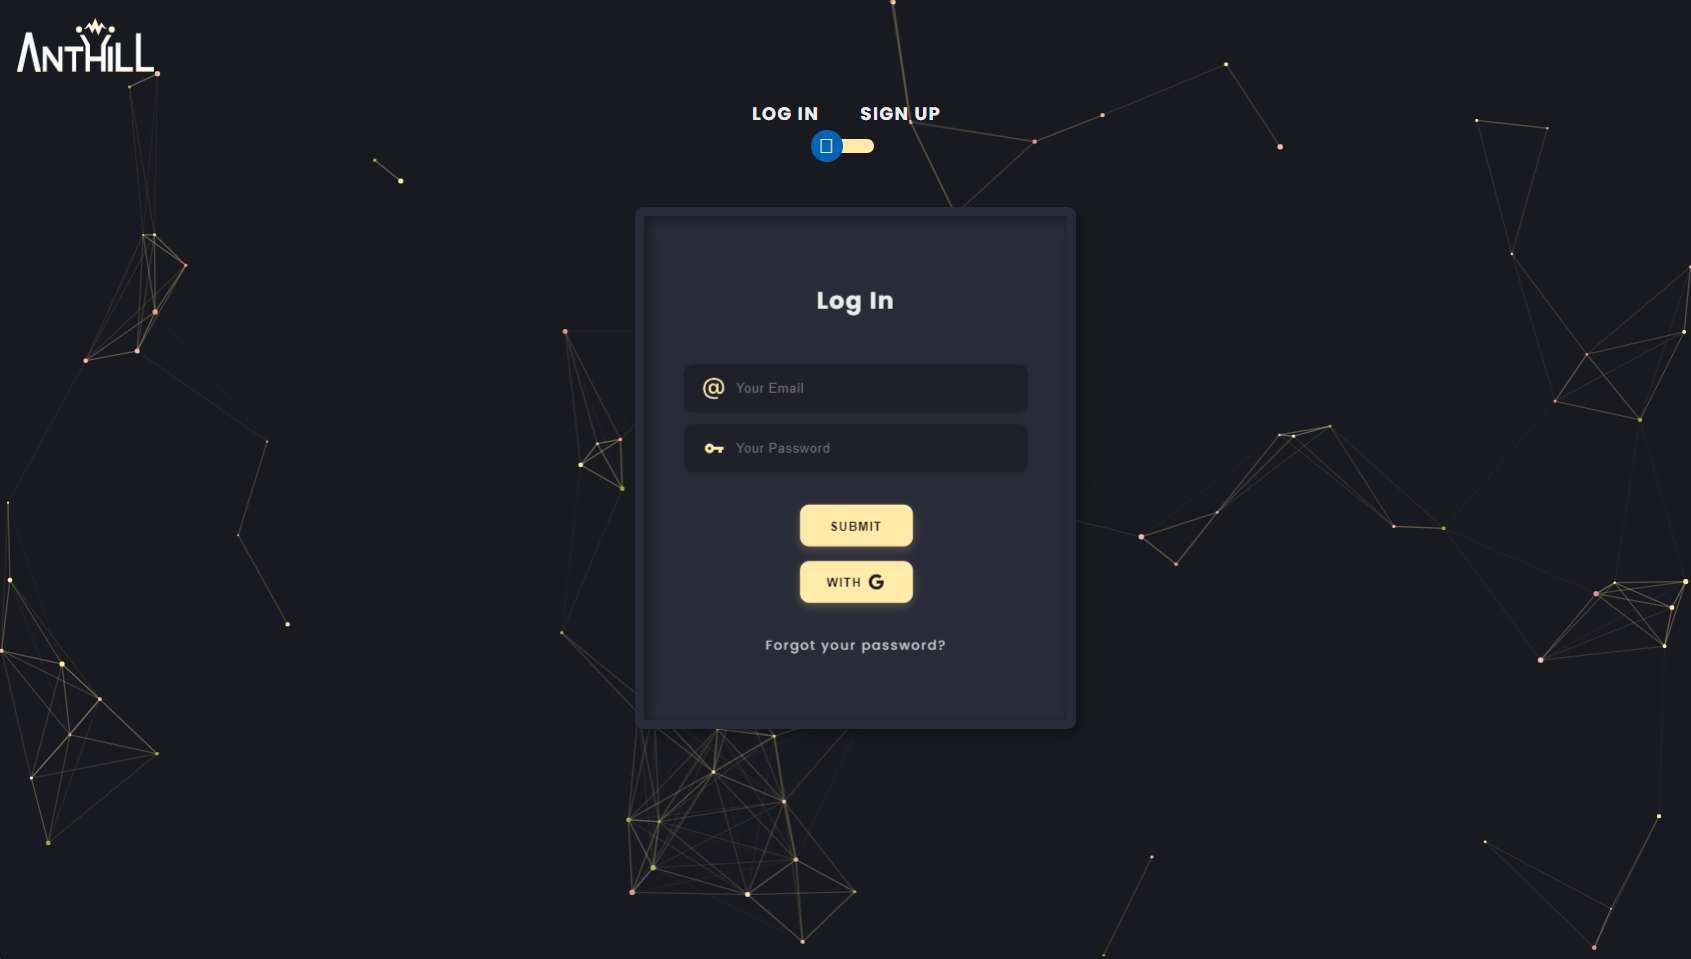 ANTHILL
LOG IN SIGN UP
Log In
@ Your Email
Your Password
SUBMIT
WITH G
Forgot your password?